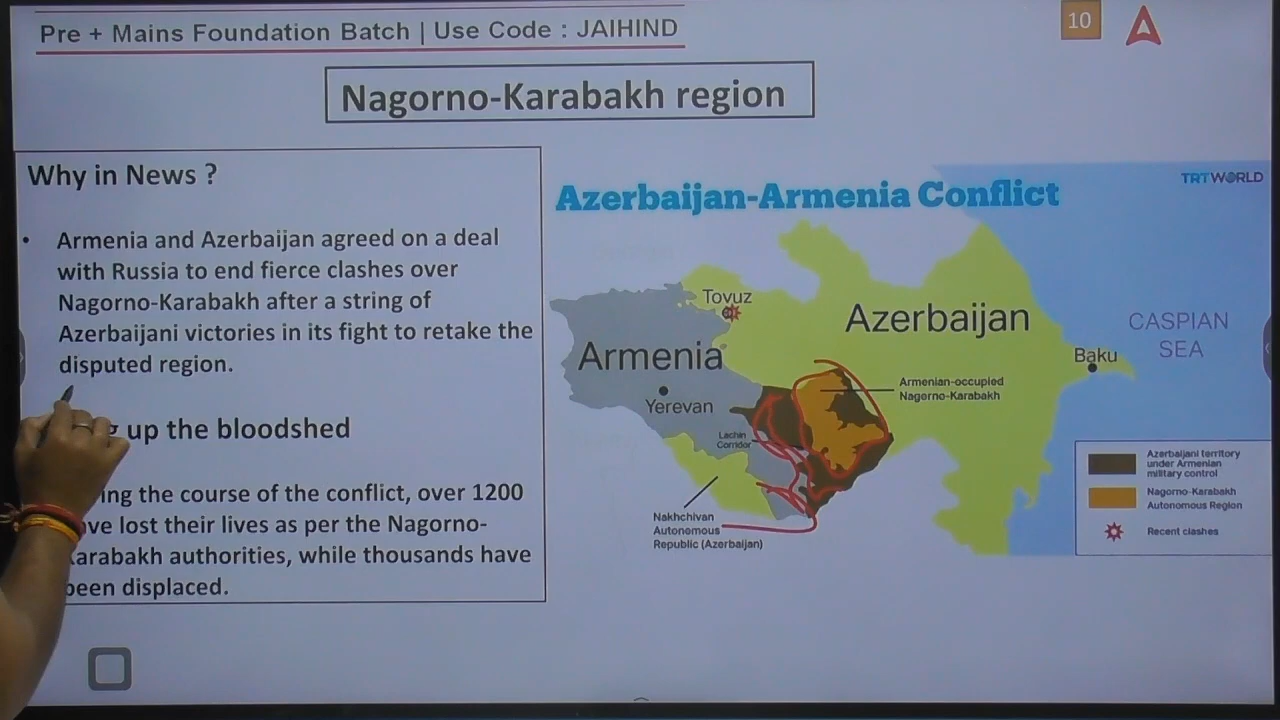 Pre + Mains Foundation Batch | Use Code : JAIHIND
10
Nagorno-Karabakh region
Why in News ?
• Armenia and Azerbaijan agreed on a deal
with Russia to end fierce clashes over
Nagorno-Karabakh after a string of
Azerbaijani victories in its fight to retake the
disputed region.
up the bloodshed
the course of the conflict, over 1200
lost their lives as per the Nagorno-
Karabakh authorities, while thousands have
been displaced.
TRTWORLD
Azerbaijan-Armenia Conflict
Tovuz
Azerbaijan
CASPIAN
SEA
Armenia
Baku
Yerevan
Armenian-occupied
Nagorno-Karabakh
Lachin
Corridor
Nakhchivan
Autonomous
Republic (Azerbaijan)
Azerbaijani territory
under Armenian
military control
Nagorno-Karabakh
Autonomous Region
Recent clashes